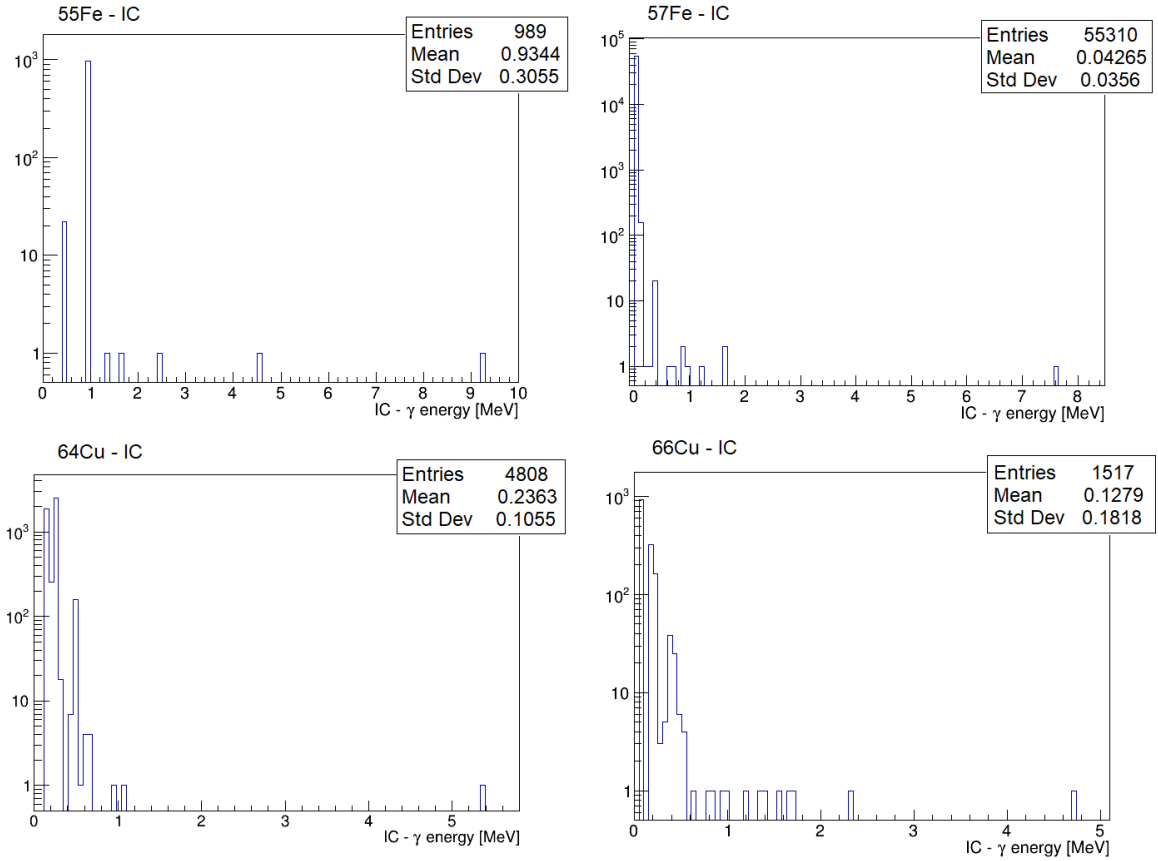 55Fe - IC
Entries 989
Mean 0.9344
Std Dev 0.3055
10³
10²
10
1
0 1 2 3 4 5 6 7 8 9 10
IC - γ energy [MeV]
57Fe - IC
Entries 55310
Mean 0.04265
Std Dev 0.0356
10⁵
10⁴
10³
10²
10
1
0 1 2 3 4 5 6 7 8
IC - γ energy [MeV]
64Cu - IC
Entries 4808
Mean 0.2363
Std Dev 0.1055
10³
10²
10
1
0 1 2 3 4 5
IC - γ energy [MeV]
66Cu - IC
Entries 1517
Mean 0.1279
Std Dev 0.1818
10³
10²
10
1
0 1 2 3 4 5
IC - γ energy [MeV]